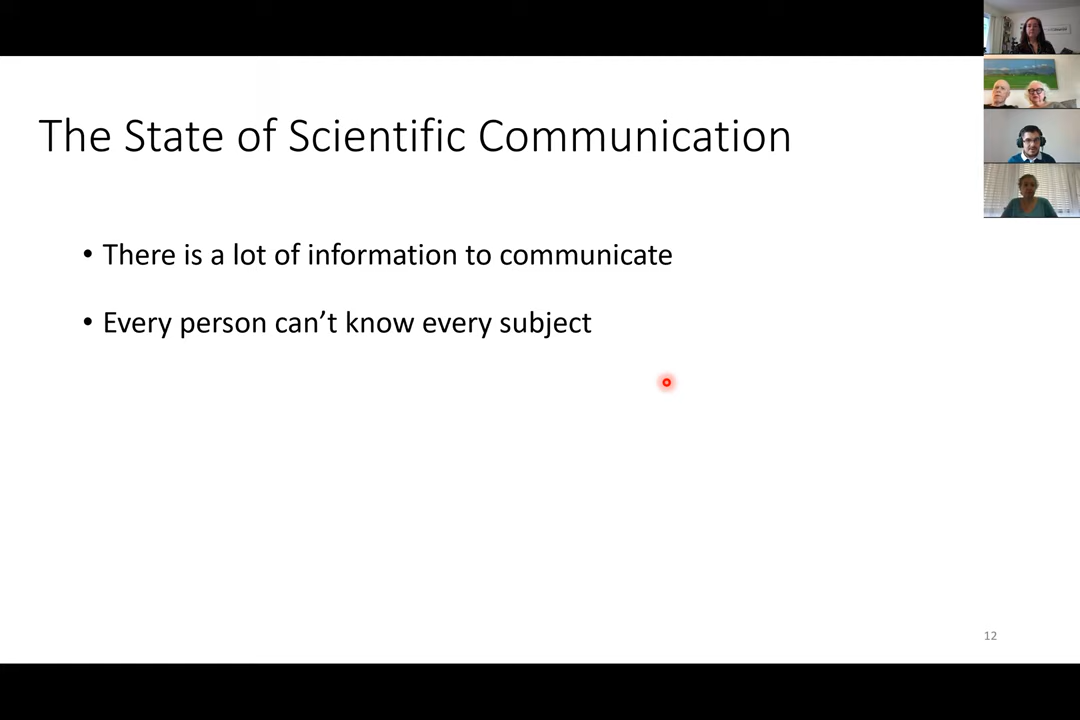 The State of Scientific Communication
• There is a lot of information to communicate
• Every person can’t know every subject
12